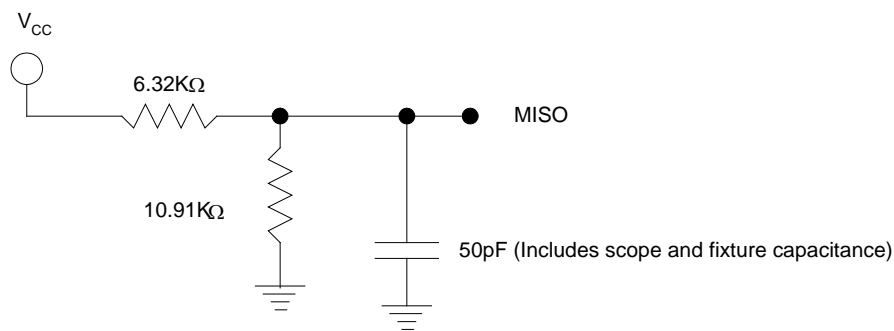 V_CC
6.32KΩ
MISO
10.91KΩ
50pF (Includes scope and fixture capacitance)